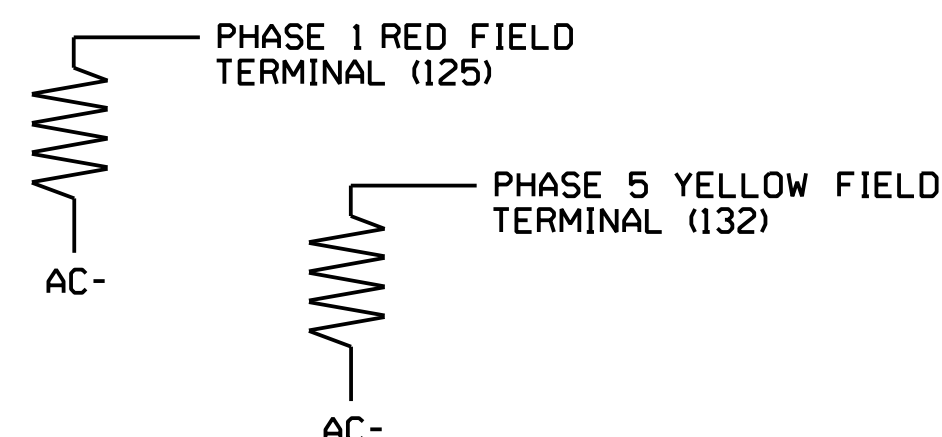 PHASE 1 RED FIELD
TERMINAL (125)
PHASE 5 YELLOW FIELD
TERMINAL (132)
AC-
AC-